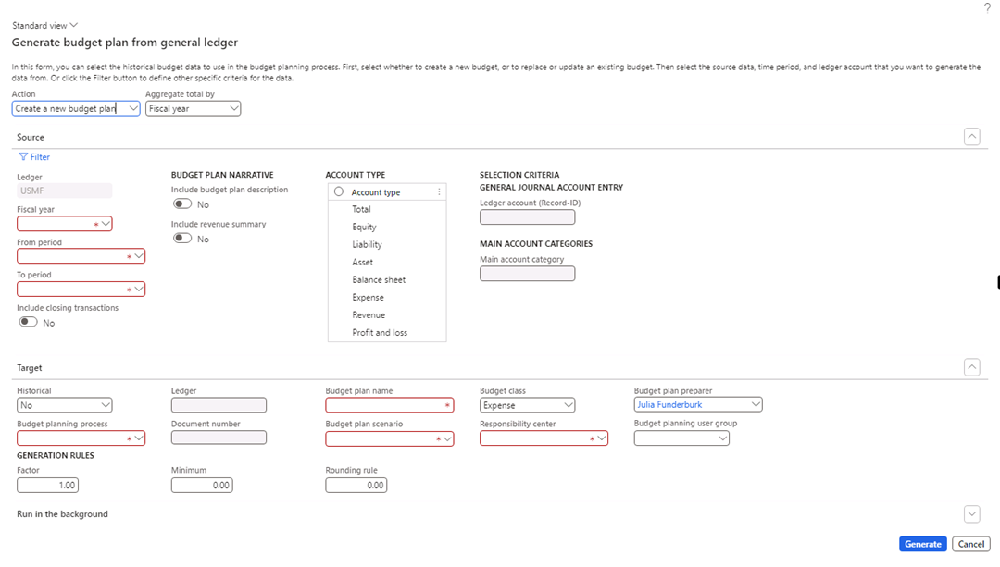 ?
Standard view
Generate budget plan from general ledger
In this form, you can select the historical budget data to use in the budget planning process. First, select whether to create a new budget, or to replace or update an existing budget. Then select the source data, time period, and ledger account that you want to generate the
data from. Or click the Filter button to define other specific criteria for the data.
Action
Aggregate total by
Create a new budget plan
Fiscal year
Source
Filter
Ledger
USMF
Fiscal year
*
From period
*
To period
*
Include closing transactions
No
BUDGET PLAN NARRATIVE
Include budget plan description
No
Include revenue summary
No
ACCOUNT TYPE
Account type
Total
Equity
Liability
Asset
Balance sheet
Expense
Revenue
Profit and loss
SELECTION CRITERIA
GENERAL JOURNAL ACCOUNT ENTRY
Ledger account (Record-ID)
MAIN ACCOUNT CATEGORIES
Main account category
Target
Historical
No
Ledger
Budget plan name
*
Budget class
Expense
Budget plan preparer
Julia Funderburk
Budget planning process
*
Document number
Budget plan scenario
*
Responsibility center
*
Budget planning user group
GENERATION RULES
Factor
1.00
Minimum
0.00
Rounding rule
0.00
Run in the background
Generate
Cancel